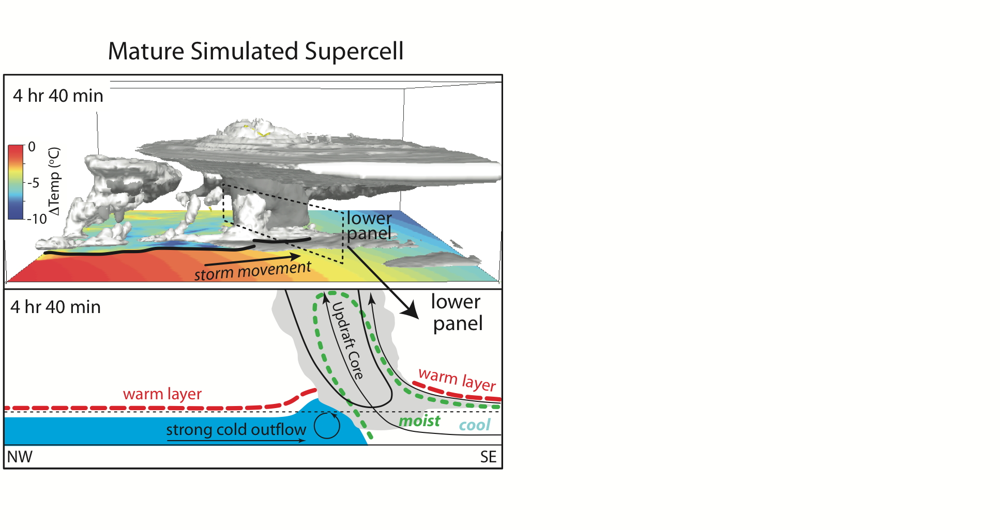 Mature Simulated Supercell
4 hr 40 min
0
-5
-10
ΔTemp (ºC)
lower
panel
storm movement
4 hr 40 min
lower
panel
Updraft Core
warm layer
warm layer
moist
cool
strong cold outflow
NW
SE